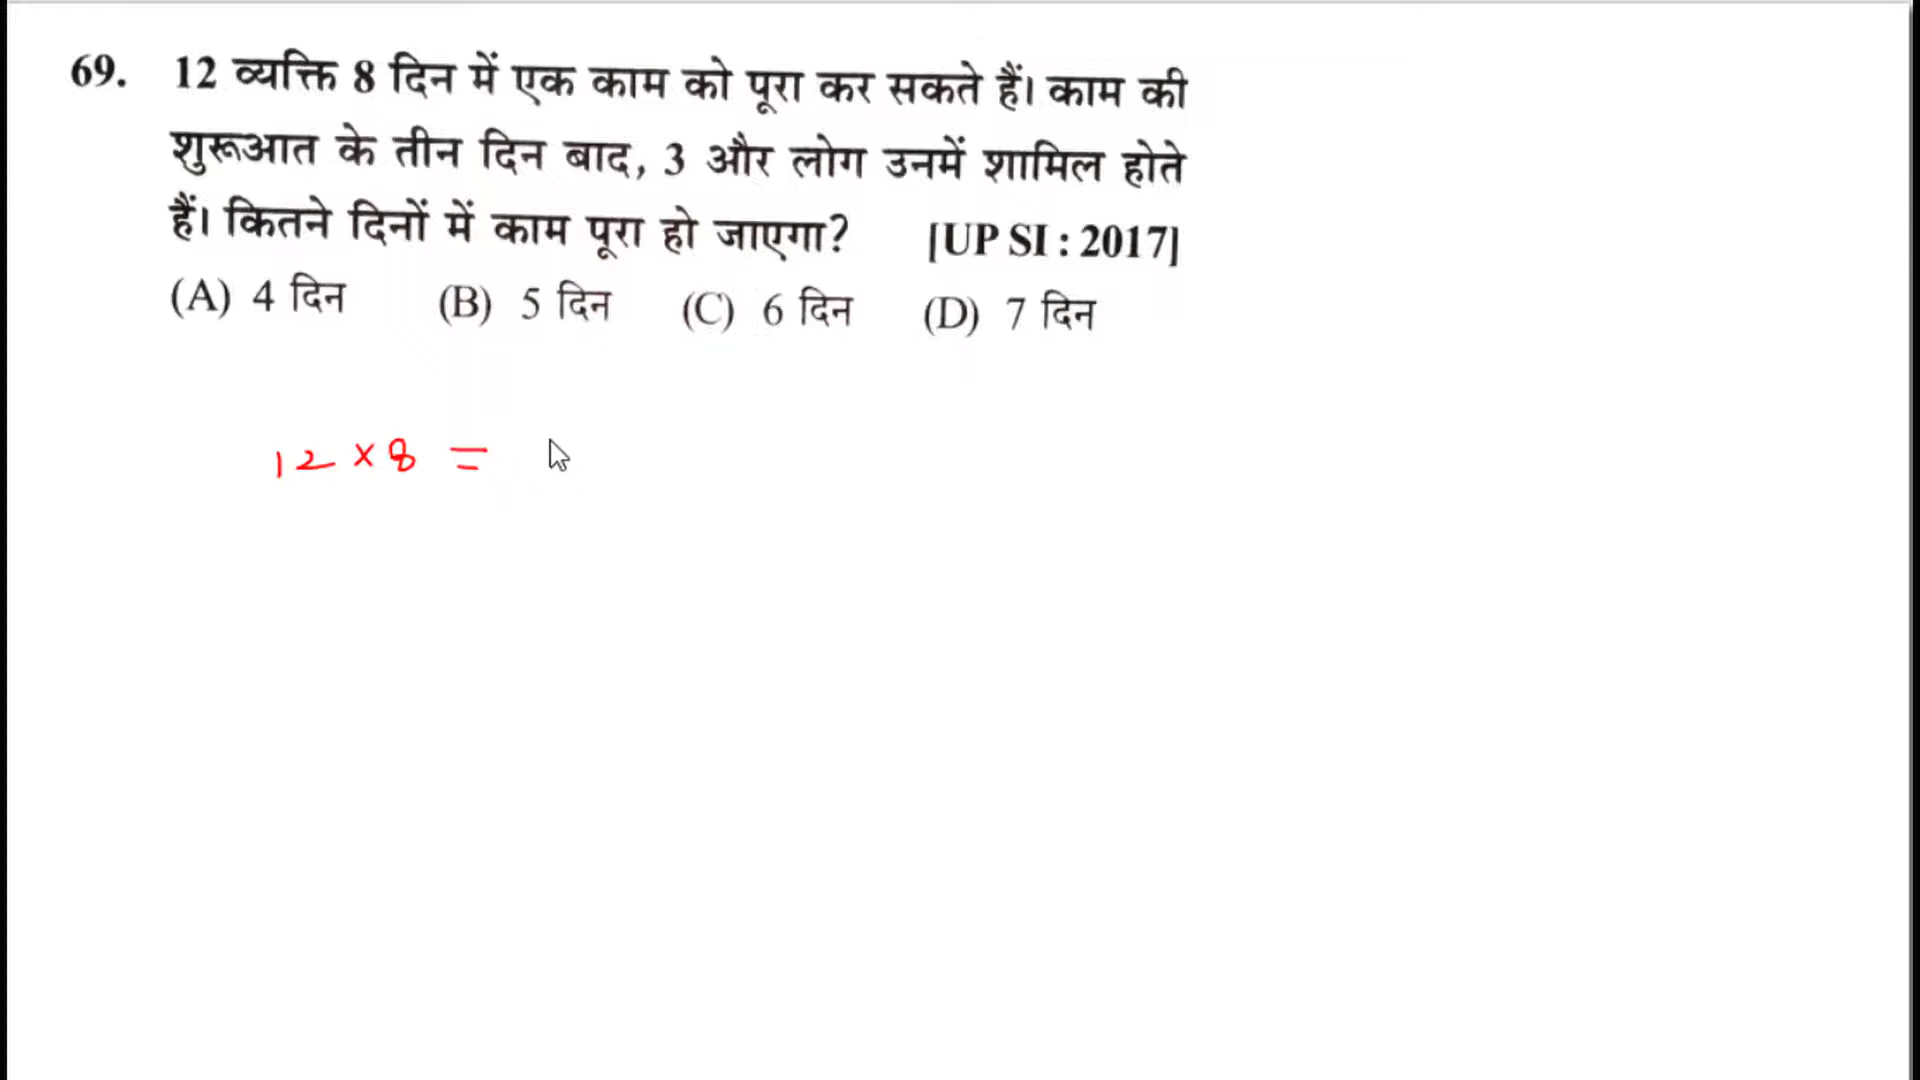 69. 12 व्यक्ति 8 दिन में एक काम को पूरा कर सकते हैं। काम की
शुरूआत के तीन दिन बाद, 3 और लोग उनमें शामिल होते
हैं। कितने दिनों में काम पूरा हो जाएगा? [UP SI : 2017]
(A) 4 दिन (B) 5 दिन (C) 6 दिन (D) 7 दिन
12 × 8 =